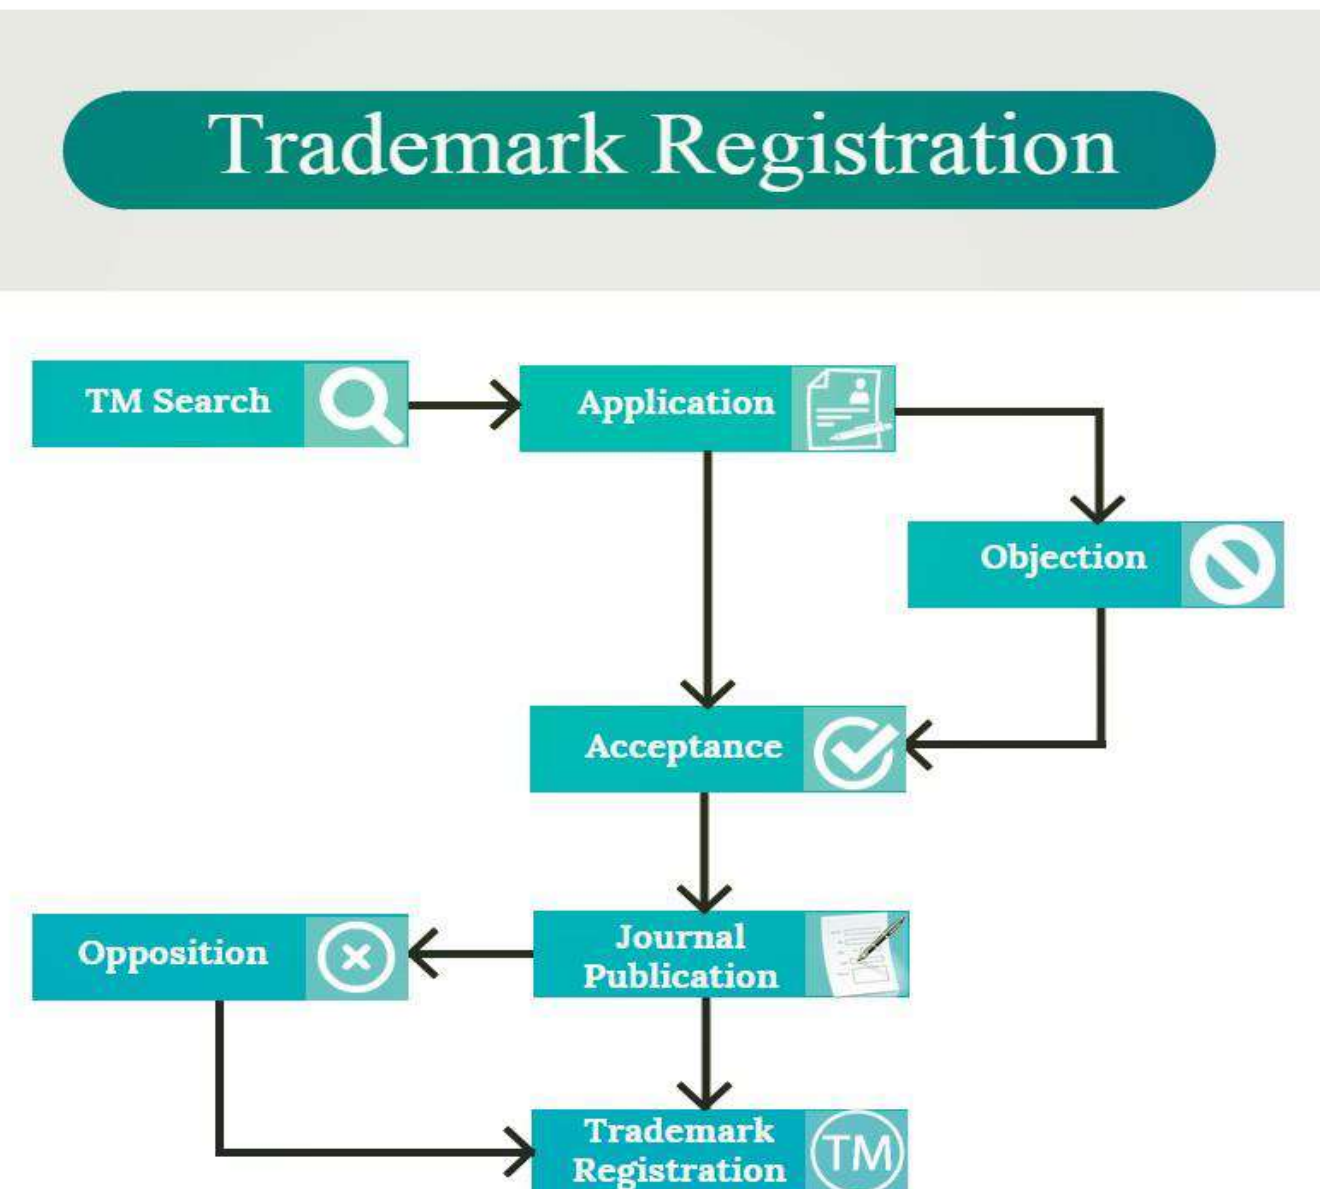 Trademark Registration
TM Search
Application
Objection
Acceptance
Journal
Publication
Opposition
Trademark
Registration
TM